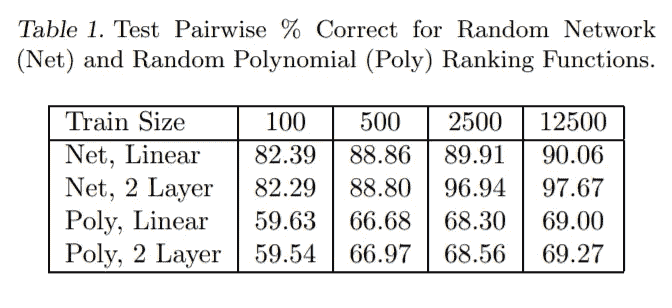 Table 1. Test Pairwise % Correct for Random Network
(Net) and Random Polynomial (Poly) Ranking Functions.
Train Size 100 500 2500 12500
Net, Linear 82.39 88.86 89.91 90.06
Net, 2 Layer 82.29 88.80 96.94 97.67
Poly, Linear 59.63 66.68 68.30 69.00
Poly, 2 Layer 59.54 66.97 68.56 69.27